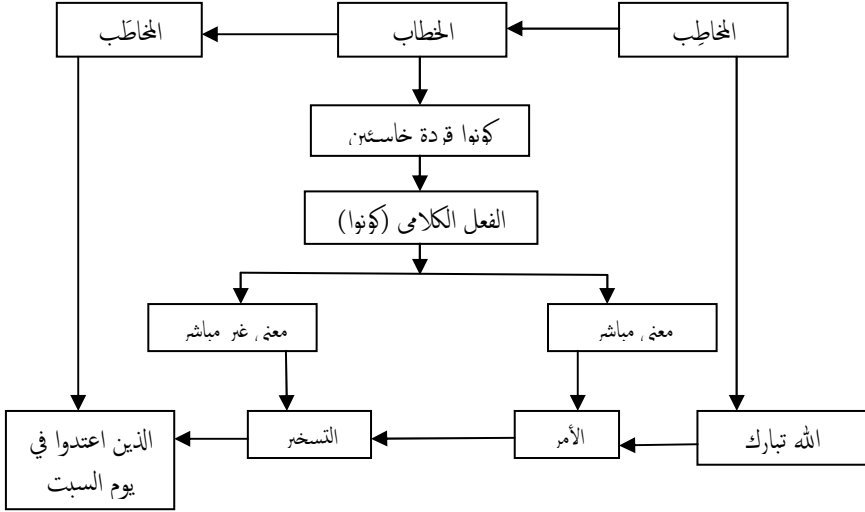 المخاطِب
الخطاب
المخاطَب
كونوا قردة خاسئين
الفعل الكلامي (كونوا)
معنى مباشر
معنى غير مباشر
الله تبارك
الأمر
التسخير
الذين اعتدوا في
يوم السبت